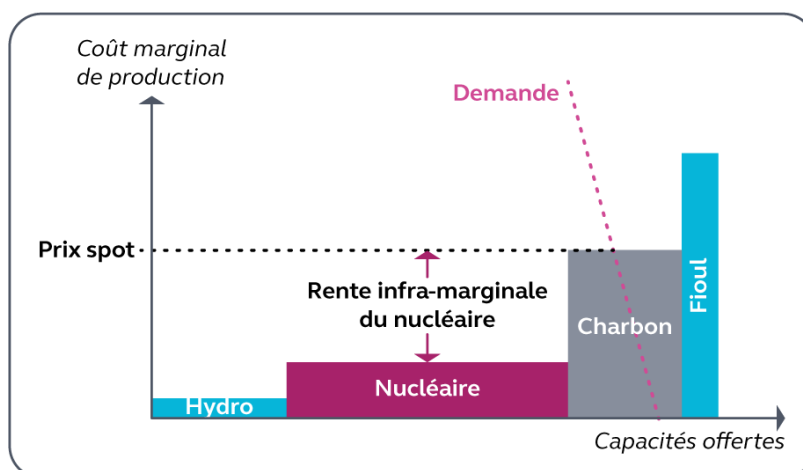 Coût marginal
de production
Demande
Prix spot
Rente infra-marginale
du nucléaire
Hydro
Nucléaire
Charbon
Fioul
Capacités offertes